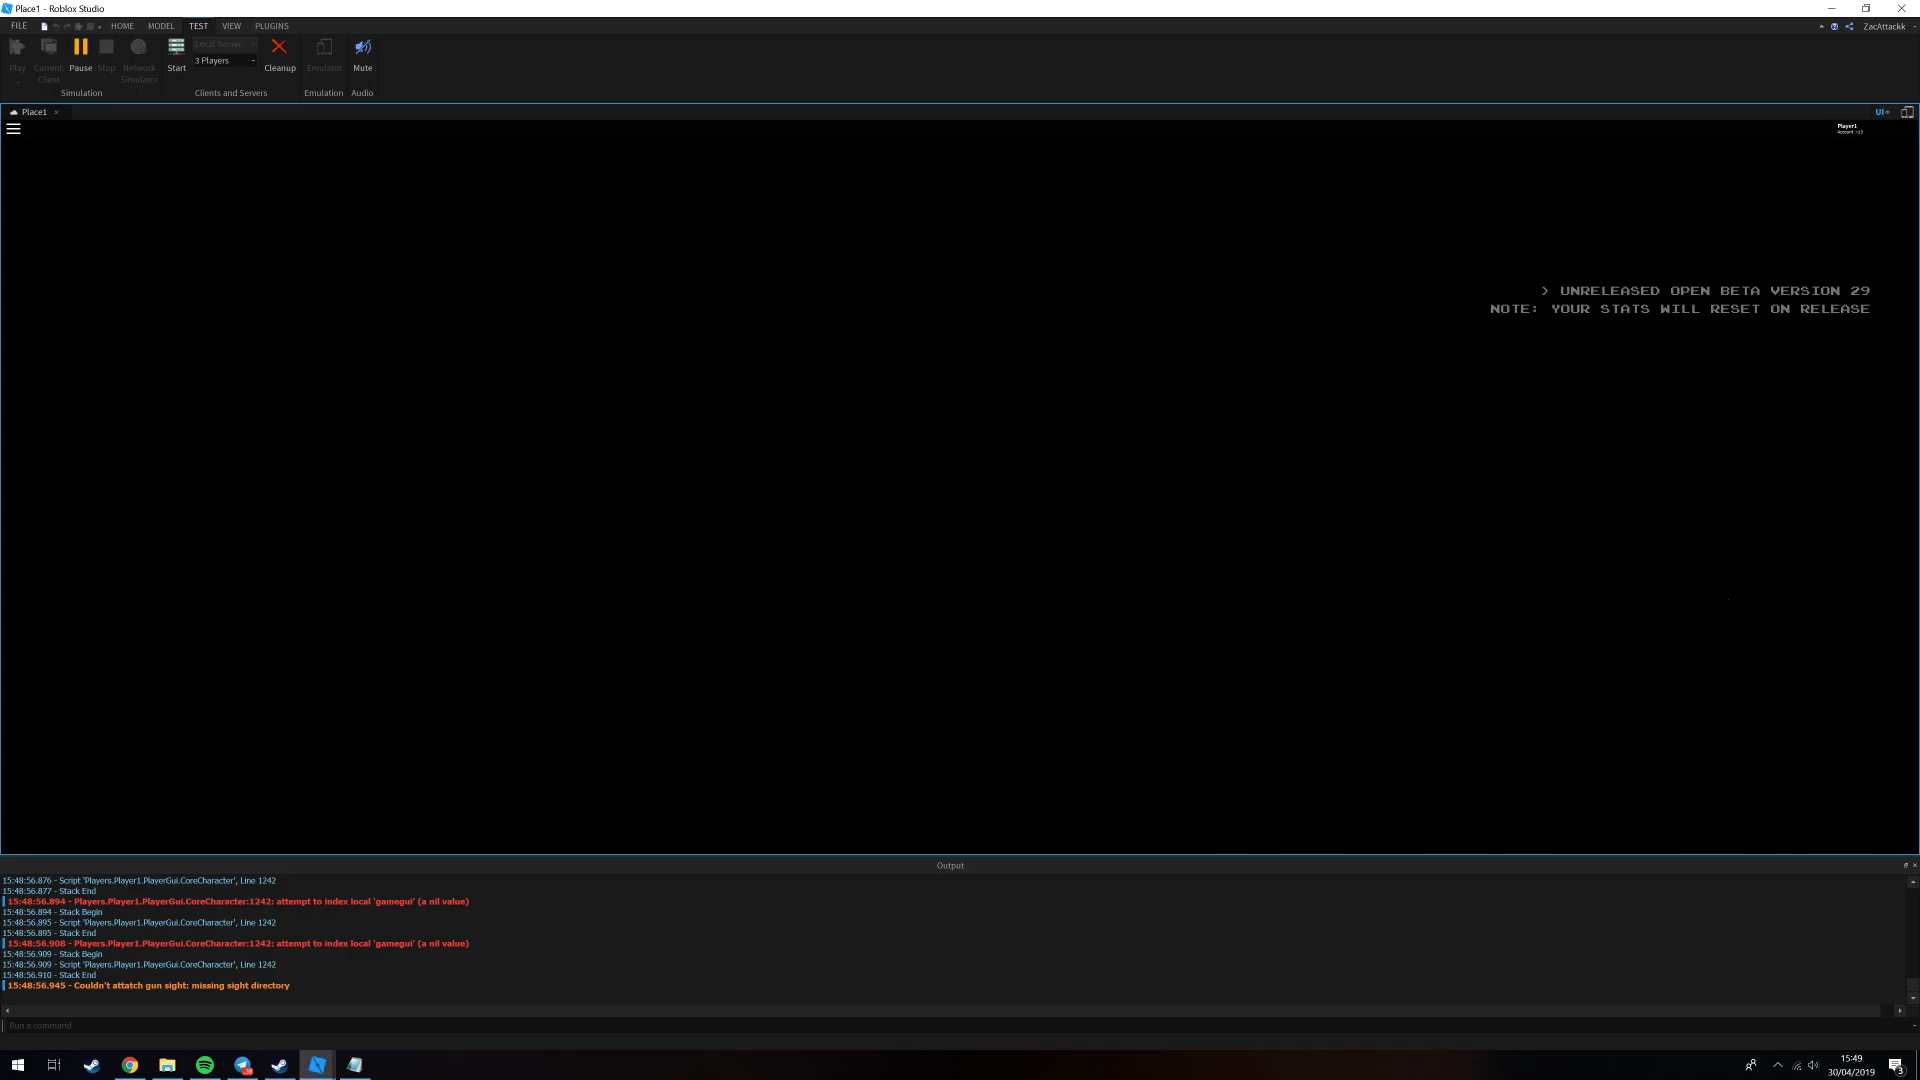 Place1 - Roblox Studio
FILE HOME MODEL TEST VIEW PLUGINS ZacAttackk
Local Server
3 Players
Play Current Client Pause Stop Network Simulator Start Cleanup Emulator Mute
Simulation Clients and Servers Emulation Audio
Place1 UI
Player1
Account: <13
> UNRELEASED OPEN BETA VERSION 29
NOTE: YOUR STATS WILL RESET ON RELEASE
Output
15:48:56.876 - Script 'Players.Player1.PlayerGui.CoreCharacter', Line 1242
15:48:56.877 - Stack End
15:48:56.894 - Players.Player1.PlayerGui.CoreCharacter:1242: attempt to index local 'gamegui' (a nil value)
15:48:56.894 - Stack Begin
15:48:56.895 - Script 'Players.Player1.PlayerGui.CoreCharacter', Line 1242
15:48:56.895 - Stack End
15:48:56.908 - Players.Player1.PlayerGui.CoreCharacter:1242: attempt to index local 'gamegui' (a nil value)
15:48:56.909 - Stack Begin
15:48:56.909 - Script 'Players.Player1.PlayerGui.CoreCharacter', Line 1242
15:48:56.910 - Stack End
15:48:56.945 - Couldn't attatch gun sight: missing sight directory
Run a command
15:49
30/04/2019
3